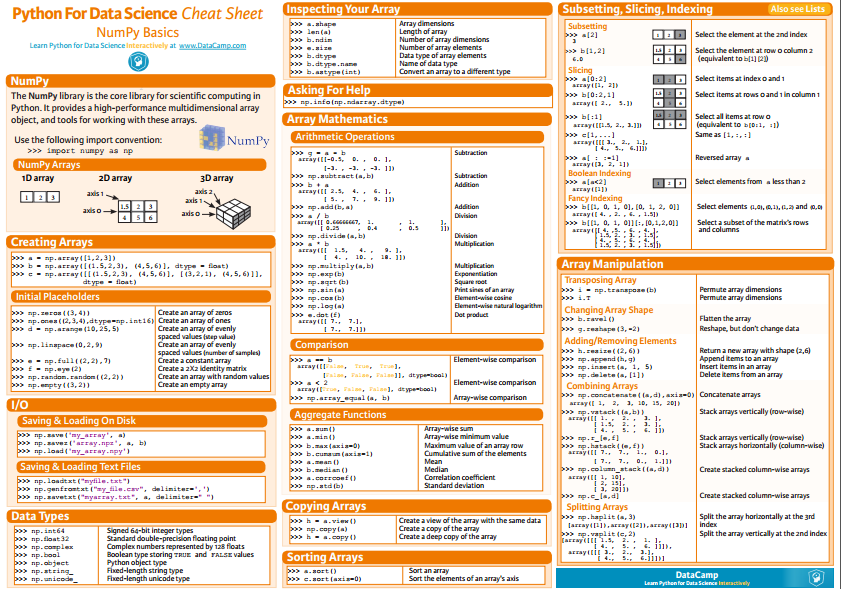 Python For Data Science Cheat Sheet
NumPy Basics
Learn Python for Data Science Interactively at www.DataCamp.com
NumPy
The NumPy library is the core library for scientific computing in
Python. It provides a high-performance multidimensional array
object, and tools for working with these arrays.
Use the following import convention:
>>> import numpy as np
NumPy
NumPy Arrays
1D array 2D array 3D array
axis 1
axis 0
axis 2
axis 1
axis 0
1 2 3
1.5 2 3
4 5 6
Creating Arrays
>>> a = np.array([1,2,3])
>>> b = np.array([(1.5,2,3), (4,5,6)], dtype = float)
>>> c = np.array([[(1.5,2,3), (4,5,6)], [(3,2,1), (4,5,6)]],
dtype = float)
Initial Placeholders
>>> np.zeros((3,4)) Create an array of zeros
>>> np.ones((2,3,4),dtype=np.int16) Create an array of ones
>>> d = np.arange(10,25,5) Create an array of evenly
spaced values (step value)
>>> np.linspace(0,2,9) Create an array of evenly
spaced values (number of samples)
>>> e = np.full((2,2),7) Create a constant array
>>> f = np.eye(2) Create a 2X2 identity matrix
>>> np.random.random((2,2)) Create an array with random values
>>> np.empty((3,2)) Create an empty array
I/O
Saving & Loading On Disk
>>> np.save('my_array', a)
>>> np.savez('array.npz', a, b)
>>> np.load('my_array.npy')
Saving & Loading Text Files
>>> np.loadtxt("myfile.txt")
>>> np.genfromtxt("my_file.csv", delimiter=',')
>>> np.savetxt("myarray.txt", a, delimiter=" ")
Data Types
>>> np.int64 Signed 64-bit integer types
>>> np.float32 Standard double-precision floating point
>>> np.complex Complex numbers represented by 128 floats
>>> np.bool Boolean type storing TRUE and FALSE values
>>> np.object Python object type
>>> np.string_ Fixed-length string type
>>> np.unicode_ Fixed-length unicode type
Inspecting Your Array
>>> a.shape Array dimensions
>>> len(a) Length of array
>>> b.ndim Number of array dimensions
>>> e.size Number of array elements
>>> b.dtype Data type of array elements
>>> b.dtype.name Name of data type
>>> b.astype(int) Convert an array to a different type
Asking For Help
>>> np.info(np.ndarray.dtype)
Array Mathematics
Arithmetic Operations
>>> g = a - b Subtraction
array([[-0.5, 0. , 0. ],
[-3. , -3. , -3. ]])
>>> np.subtract(a,b) Subtraction
>>> b + a Addition
array([[ 2.5, 4. , 6. ],
[ 5. , 7. , 9. ]])
>>> np.add(b,a) Addition
>>> a / b Division
array([[ 0.66666667, 1. , 1. ],
[ 0.25 , 0.4 , 0.5 ]])
>>> np.divide(a,b) Division
>>> a * b Multiplication
array([[ 1.5, 4. , 9. ],
[ 4. , 10. , 18. ]])
>>> np.multiply(a,b) Multiplication
>>> np.exp(b) Exponentiation
>>> np.sqrt(b) Square root
>>> np.sin(a) Print sines of an array
>>> np.cos(b) Element-wise cosine
>>> np.log(a) Element-wise natural logarithm
>>> e.dot(f) Dot product
array([[ 7., 7.],
[ 7., 7.]])
Comparison
>>> a == b Element-wise comparison
array([[False, True, True],
[False, False, False]], dtype=bool)
>>> a < 2 Element-wise comparison
array([True, False, False], dtype=bool)
>>> np.array_equal(a, b) Array-wise comparison
Aggregate Functions
>>> a.sum() Array-wise sum
>>> a.min() Array-wise minimum value
>>> b.max(axis=0) Maximum value of an array row
>>> b.cumsum(axis=1) Cumulative sum of the elements
>>> a.mean() Mean
>>> b.median() Median
>>> a.corrcoef() Correlation coefficient
>>> np.std(b) Standard deviation
Copying Arrays
>>> h = a.view() Create a view of the array with the same data
>>> np.copy(a) Create a copy of the array
>>> h = a.copy() Create a deep copy of the array
Sorting Arrays
>>> a.sort() Sort an array
>>> c.sort(axis=0) Sort the elements of an array's axis
Subsetting, Slicing, Indexing Also see Lists
Subsetting
>>> a[2] 1 2 3 Select the element at the 2nd index
3
>>> b[1,2] 1.5 2 3 Select the element at row 0 column 2
6.0 4 5 6 (equivalent to b[1][2])
Slicing
>>> a[0:2] 1 2 3 Select items at index 0 and 1
array([1, 2])
>>> b[0:2,1] 1.5 2 3 Select items at rows 0 and 1 in column 1
array([ 2., 5.]) 4 5 6
>>> b[:1] 1.5 2 3 Select all items at row 0
array([[1.5, 2., 3.]]) 4 5 6 (equivalent to b[0:1, :])
>>> c[1,...] Same as [1,:,:]
array([[[ 3., 2., 1.],
[ 4., 5., 6.]]])
>>> a[ : :-1] Reversed array a
array([3, 2, 1])
Boolean Indexing
>>> a[a<2] 1 2 3 Select elements from a less than 2
array([1])
Fancy Indexing
>>> b[[1, 0, 1, 0],[0, 1, 2, 0]] Select elements (1,0),(0,1),(1,2) and (0,0)
array([ 4. , 2. , 6. , 1.5])
>>> b[[1, 0, 1, 0]][:,[0,1,2,0]] Select a subset of the matrix's rows
array([[ 4. ,5. , 6. , 4. ], and columns
[ 1.5, 2. , 3. , 1.5],
[ 4. , 5. , 6. , 4. ],
[ 1.5, 2. , 3. , 1.5]])
Array Manipulation
Transposing Array
>>> i = np.transpose(b) Permute array dimensions
>>> i.T Permute array dimensions
Changing Array Shape
>>> b.ravel() Flatten the array
>>> g.reshape(3,-2) Reshape, but don't change data
Adding/Removing Elements
>>> h.resize((2,6)) Return a new array with shape (2,6)
>>> np.append(h,g) Append items to an array
>>> np.insert(a, 1, 5) Insert items in an array
>>> np.delete(a,[1]) Delete items from an array
Combining Arrays
>>> np.concatenate((a,d),axis=0) Concatenate arrays
array([ 1, 2, 3, 10, 15, 20])
>>> np.vstack((a,b)) Stack arrays vertically (row-wise)
array([[ 1. , 2. , 3. ],
[ 1.5, 2. , 3. ],
[ 4. , 5. , 6. ]])
>>> np.r_[e,f] Stack arrays vertically (row-wise)
>>> np.hstack((e,f)) Stack arrays horizontally (column-wise)
array([[ 7., 7., 1., 0.],
[ 7., 7., 0., 1.]])
>>> np.column_stack((a,d)) Create stacked column-wise arrays
array([[ 1, 10],
[ 2, 15],
[ 3, 20]])
>>> np.c_[a,d] Create stacked column-wise arrays
Splitting Arrays
>>> np.hsplit(a,3) Split the array horizontally at the 3rd
[array([1]),array([2]),array([3])] index
>>> np.vsplit(c,2) Split the array vertically at the 2nd index
[array([[[ 1.5, 2. , 1. ],
[ 4. , 5. , 6. ]]]),
array([[[ 3., 2., 3.],
[ 4., 5., 6.]]])]
DataCamp
Learn Python for Data Science Interactively